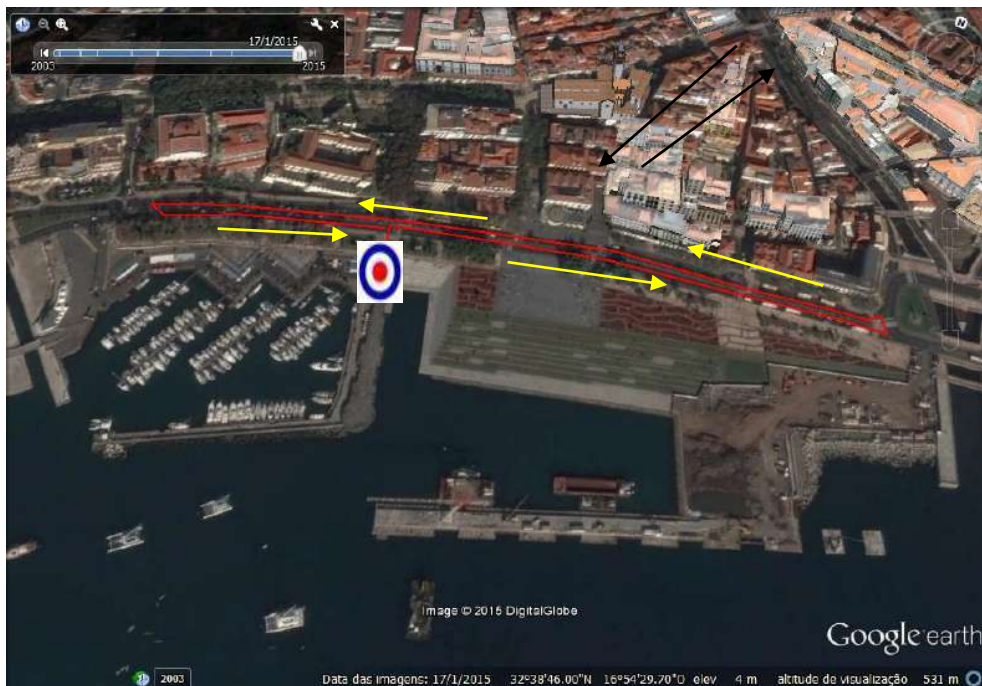 17/1/2015
2003
2015
Image © 2015 DigitalGlobe
Google earth
2003
Data das imagens: 17/1/2015 32°38'46.00"N 16°54'29.70"O elev 4 m altitude de visualização 531 m